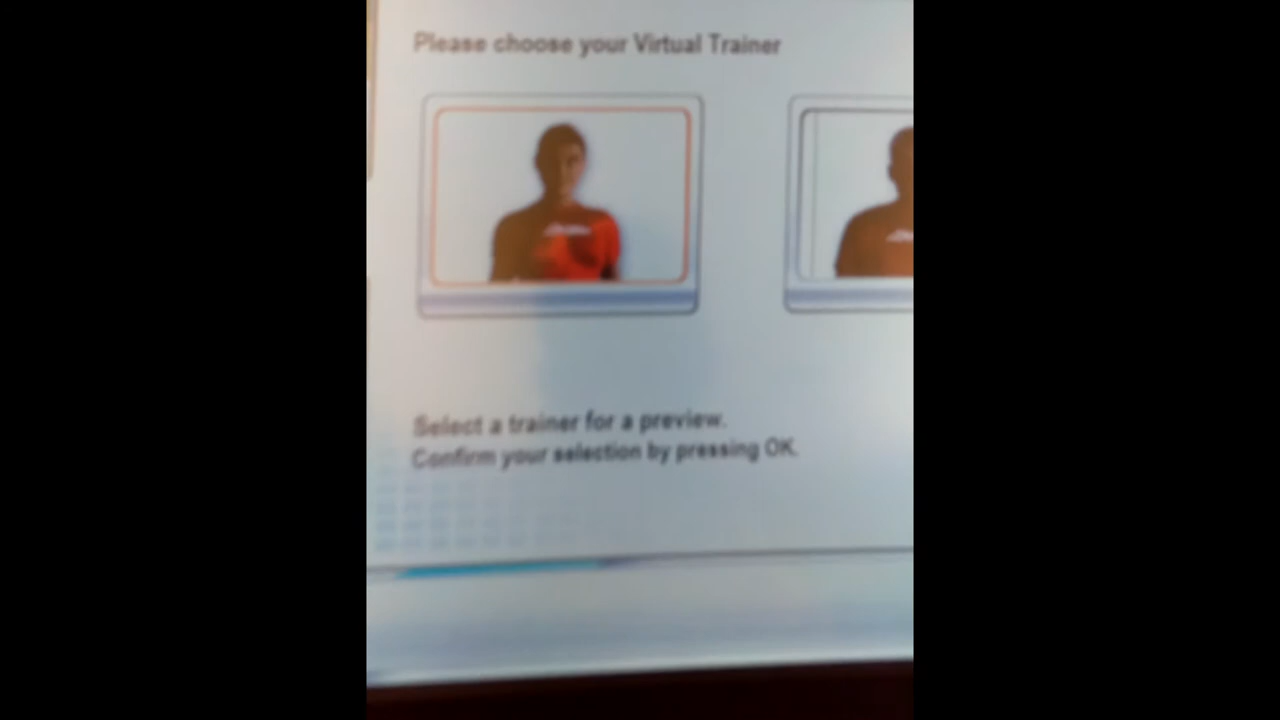 Please choose your Virtual Trainer
Select a trainer for a preview.
Confirm your selection by pressing OK.